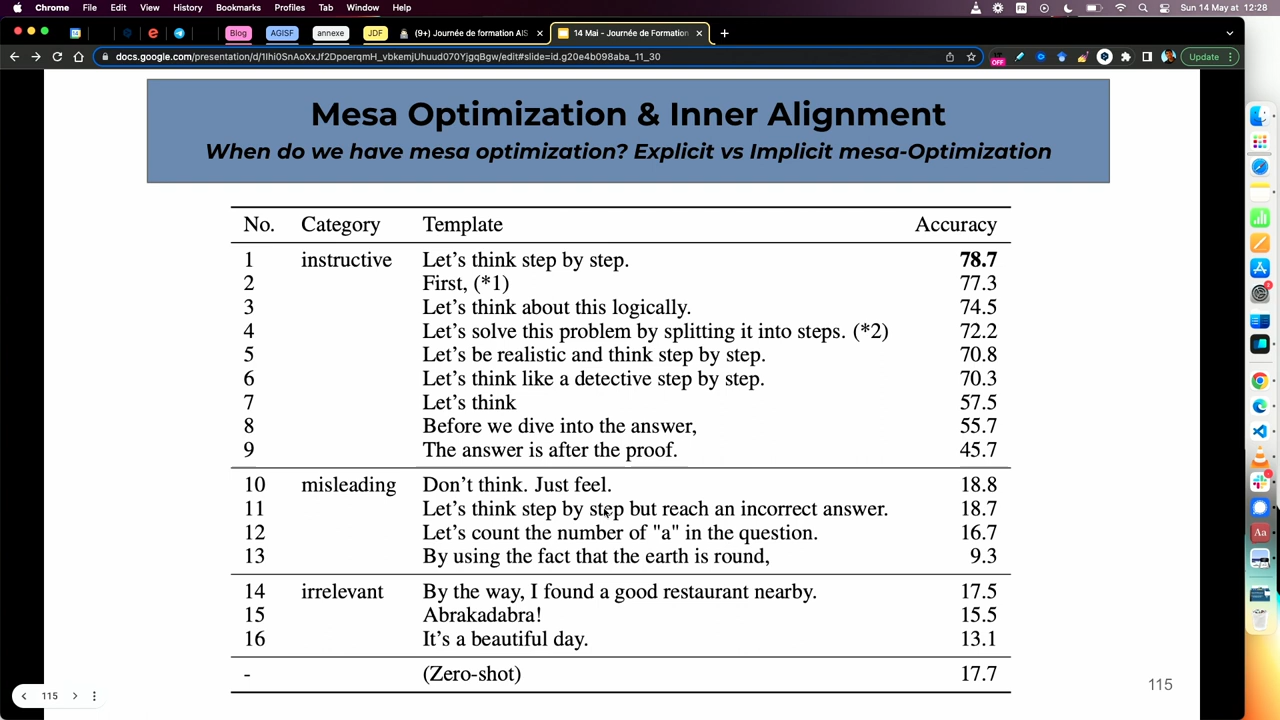 Chrome File Edit View History Bookmarks Profiles Tab Window Help FR Sun 14 May at 12:28
Blog AGISF annexe JDF (9+) Journée de formation AIS 14 Mai - Journée de Formation
docs.google.com/presentation/d/1Ihi0SnAoXxJf2DpoerqmH_vbkemjUhuud070YjgqBgw/edit#slide=id.g20e4b098aba_11_30 OFF Update
Mesa Optimization & Inner Alignment
When do we have mesa optimization? Explicit vs Implicit mesa-Optimization
No. Category Template Accuracy
1 instructive Let's think step by step. 78.7
2 First, (*1) 77.3
3 Let's think about this logically. 74.5
4 Let's solve this problem by splitting it into steps. (*2) 72.2
5 Let's be realistic and think step by step. 70.8
6 Let's think like a detective step by step. 70.3
7 Let's think 57.5
8 Before we dive into the answer, 55.7
9 The answer is after the proof. 45.7
10 misleading Don't think. Just feel. 18.8
11 Let's think step by step but reach an incorrect answer. 18.7
12 Let's count the number of "a" in the question. 16.7
13 By using the fact that the earth is round, 9.3
14 irrelevant By the way, I found a good restaurant nearby. 17.5
15 Abrakadabra! 15.5
16 It's a beautiful day. 13.1
- (Zero-shot) 17.7
115
115
Aa